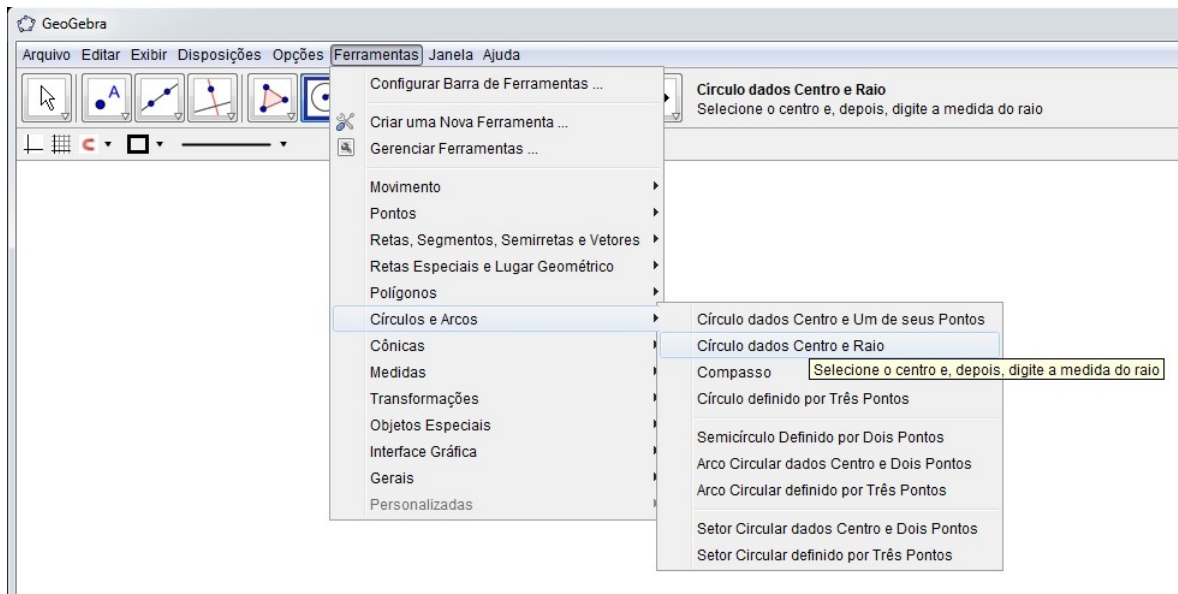 GeoGebra
Arquivo Editar Exibir Disposições Opções Ferramentas Janela Ajuda
A
Círculo dados Centro e Raio
Selecione o centro e, depois, digite a medida do raio
Configurar Barra de Ferramentas ...
Criar uma Nova Ferramenta ...
Gerenciar Ferramentas ...
Movimento
Pontos
Retas, Segmentos, Semirretas e Vetores
Retas Especiais e Lugar Geométrico
Polígonos
Círculos e Arcos
Cônicas
Medidas
Transformações
Objetos Especiais
Interface Gráfica
Gerais
Personalizadas
Círculo dados Centro e Um de seus Pontos
Círculo dados Centro e Raio
Selecione o centro e, depois, digite a medida do raio
Compasso
Círculo definido por Três Pontos
Semicírculo Definido por Dois Pontos
Arco Circular dados Centro e Dois Pontos
Arco Circular definido por Três Pontos
Setor Circular dados Centro e Dois Pontos
Setor Circular definido por Três Pontos